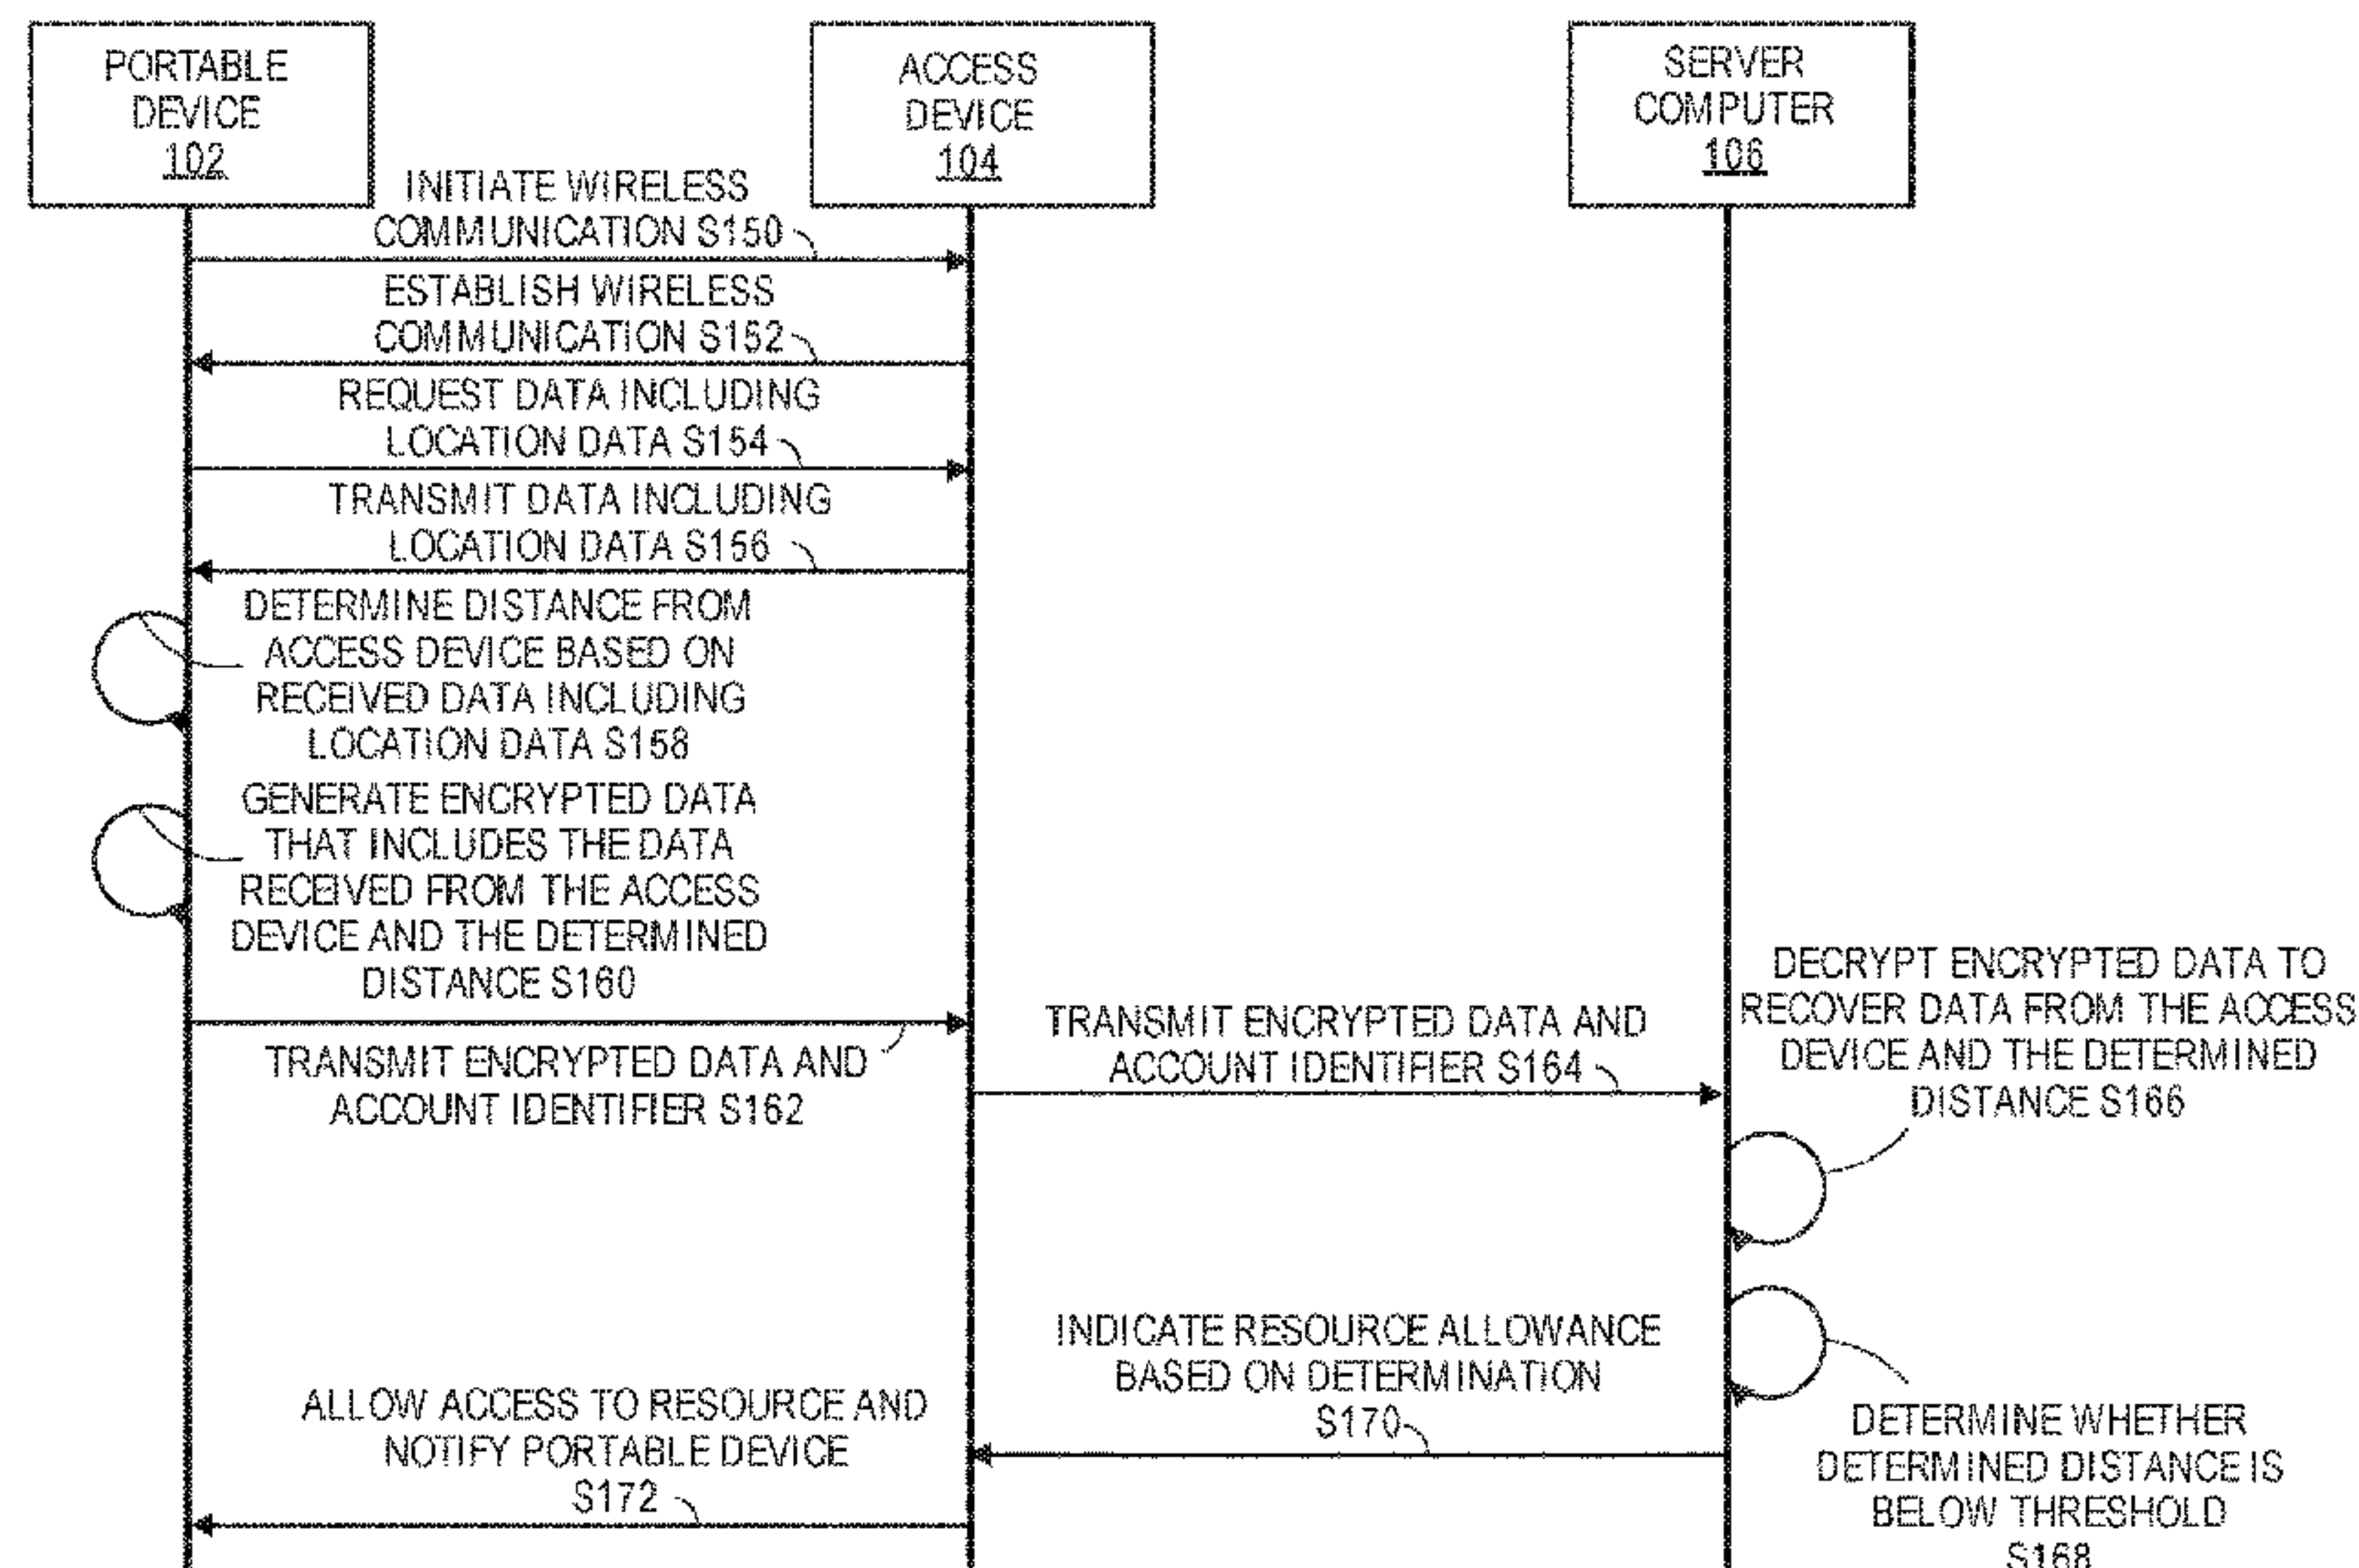 PORTABLE
DEVICE
102
ACCESS
DEVICE
104
SERVER
COMPUTER
106
INITIATE WIRELESS
COMMUNICATION S150
ESTABLISH WIRELESS
COMMUNICATION S152
REQUEST DATA INCLUDING
LOCATION DATA S154
TRANSMIT DATA INCLUDING
LOCATION DATA S156
DETERMINE DISTANCE FROM
ACCESS DEVICE BASED ON
RECEIVED DATA INCLUDING
LOCATION DATA S158
GENERATE ENCRYPTED DATA
THAT INCLUDES THE DATA
RECEIVED FROM THE ACCESS
DEVICE AND THE DETERMINED
DISTANCE S160
TRANSMIT ENCRYPTED DATA AND
ACCOUNT IDENTIFIER S162
TRANSMIT ENCRYPTED DATA AND
ACCOUNT IDENTIFIER S164
DECRYPT ENCRYPTED DATA TO
RECOVER DATA FROM THE ACCESS
DEVICE AND THE DETERMINED
DISTANCE S166
DETERMINE WHETHER
DETERMINED DISTANCE IS
BELOW THRESHOLD
S168
INDICATE RESOURCE ALLOWANCE
BASED ON DETERMINATION
S170
ALLOW ACCESS TO RESOURCE AND
NOTIFY PORTABLE DEVICE
S172